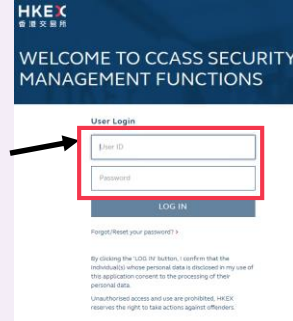 HKEX
香港交易所
WELCOME TO CCASS SECURITY
MANAGEMENT FUNCTIONS
User Login
User ID
Password
LOG IN
Forgot/Reset your password?
By clicking the 'LOG IN' button, I confirm that the
individual(s) whose personal data is disclosed in my use of
this application consent to the processing of their
personal data.
Unauthorised access and use are prohibited, HKEX
reserves the right to take actions against offenders.